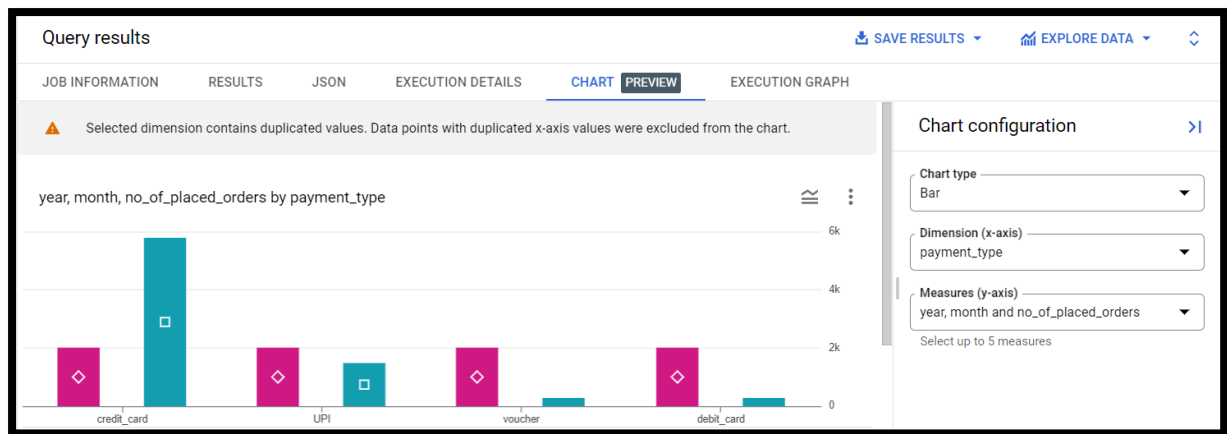 Query results
SAVE RESULTS
EXPLORE DATA
JOB INFORMATION
RESULTS
JSON
EXECUTION DETAILS
CHART PREVIEW
EXECUTION GRAPH
Selected dimension contains duplicated values. Data points with duplicated x-axis values were excluded from the chart.
year, month, no_of_placed_orders by payment_type
6k
4k
2k
0
credit_card
UPI
voucher
debit_card
Chart configuration
Chart type
Bar
Dimension (x-axis)
payment_type
Measures (y-axis)
year, month and no_of_placed_orders
Select up to 5 measures